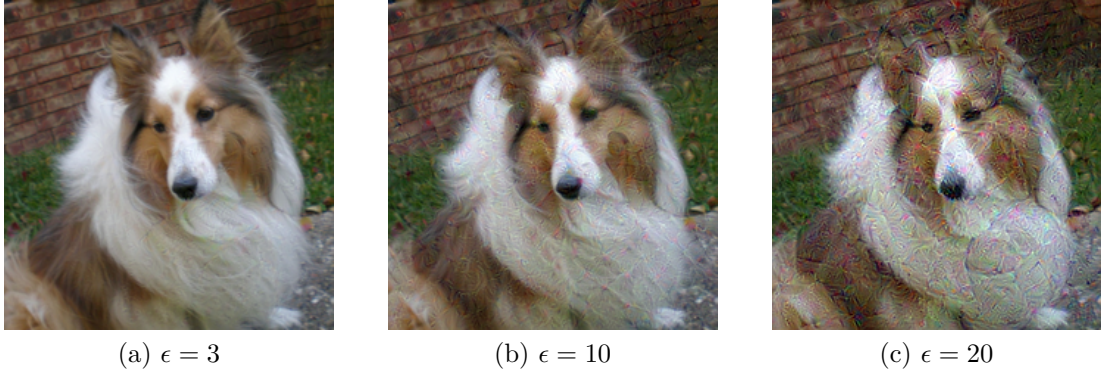 (a) ϵ = 3
(b) ϵ = 10
(c) ϵ = 20